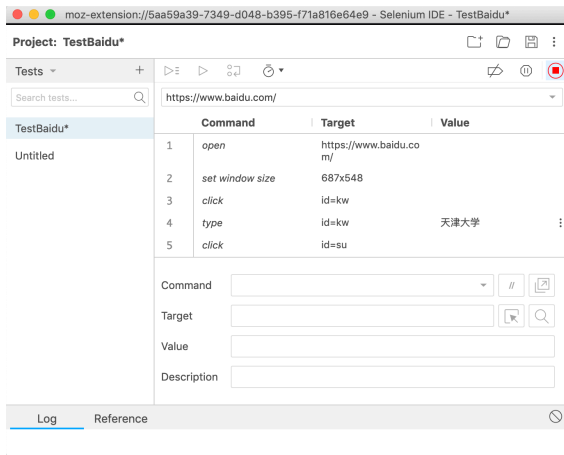 moz-extension://5aa59a39-7349-d048-b395-f71a816e64e9 - Selenium IDE - TestBaidu*
Project: TestBaidu*
Tests
Search tests...
https://www.baidu.com/
Command Target Value
TestBaidu*
Untitled
1 open https://www.baidu.co
m/
2 set window size 687x548
3 click id=kw
4 type id=kw 天津大学
5 click id=su
Command //
Target
Value
Description
Log Reference